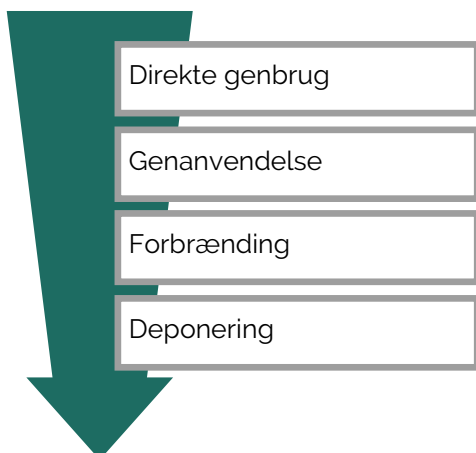 Direkte genbrug
Genanvendelse
Forbrænding
Deponering